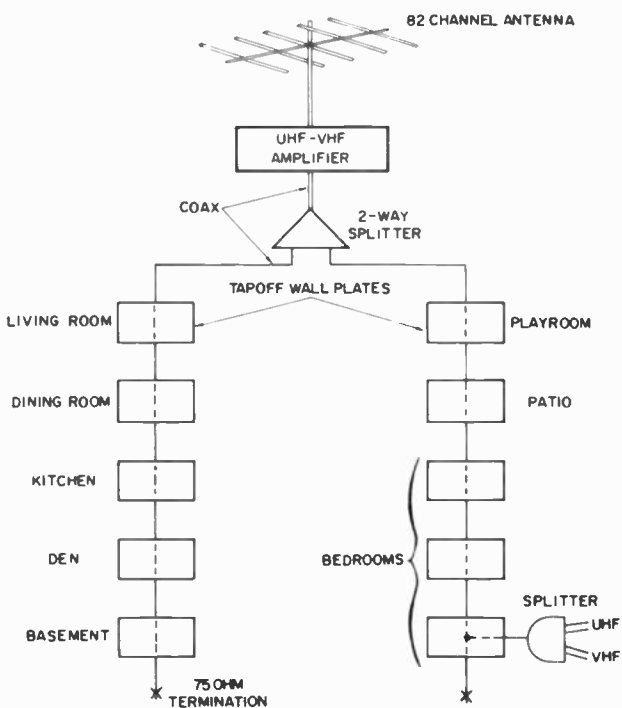 82 CHANNEL ANTENNA
UHF-VHF
AMPLIFIER
COAX
2-WAY
SPLITTER
TAPOFF WALL PLATES
LIVING ROOM
PLAYROOM
DINING ROOM
PATIO
KITCHEN
DEN
BEDROOMS
SPLITTER
UHF
BASEMENT
VHF
75 OHM
TERMINATION